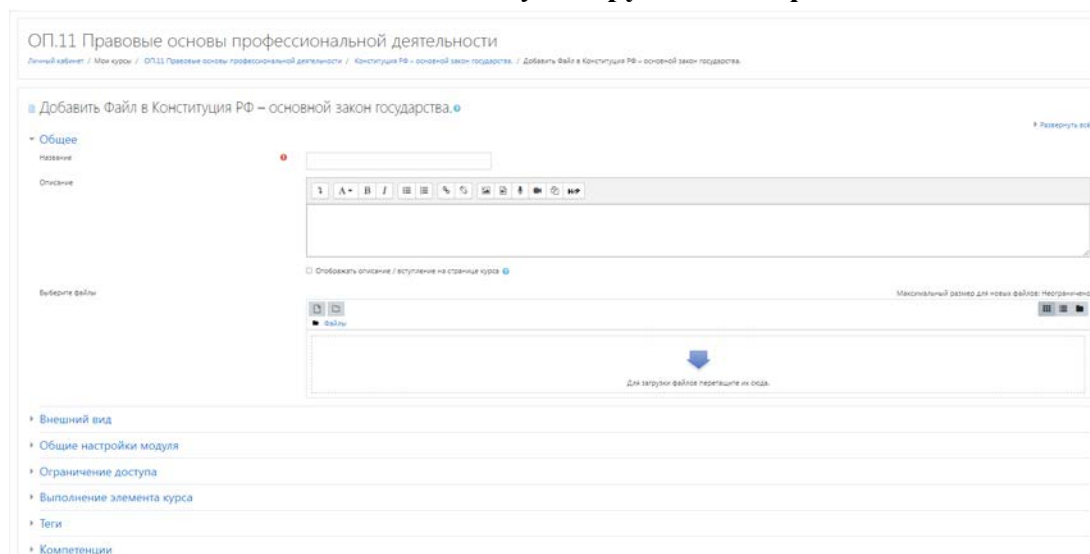 ОП.11 Правовые основы профессиональной деятельности
Личный кабинет / Мои курсы / ОП.11 Правовые основы профессиональной деятельности / Конституция РФ – основной закон государства. / Добавить Файл в Конституция РФ – основной закон государства.
Добавить Файл в Конституция РФ – основной закон государства.
Развернуть всё
Общее
Название
Описание
Отображать описание / вступление на странице курса
Выберите файлы
Максимальный размер для новых файлов: Неограничено
Файлы
Для загрузки файлов перетащите их сюда.
Внешний вид
Общие настройки модуля
Ограничение доступа
Выполнение элемента курса
Теги
Компетенции